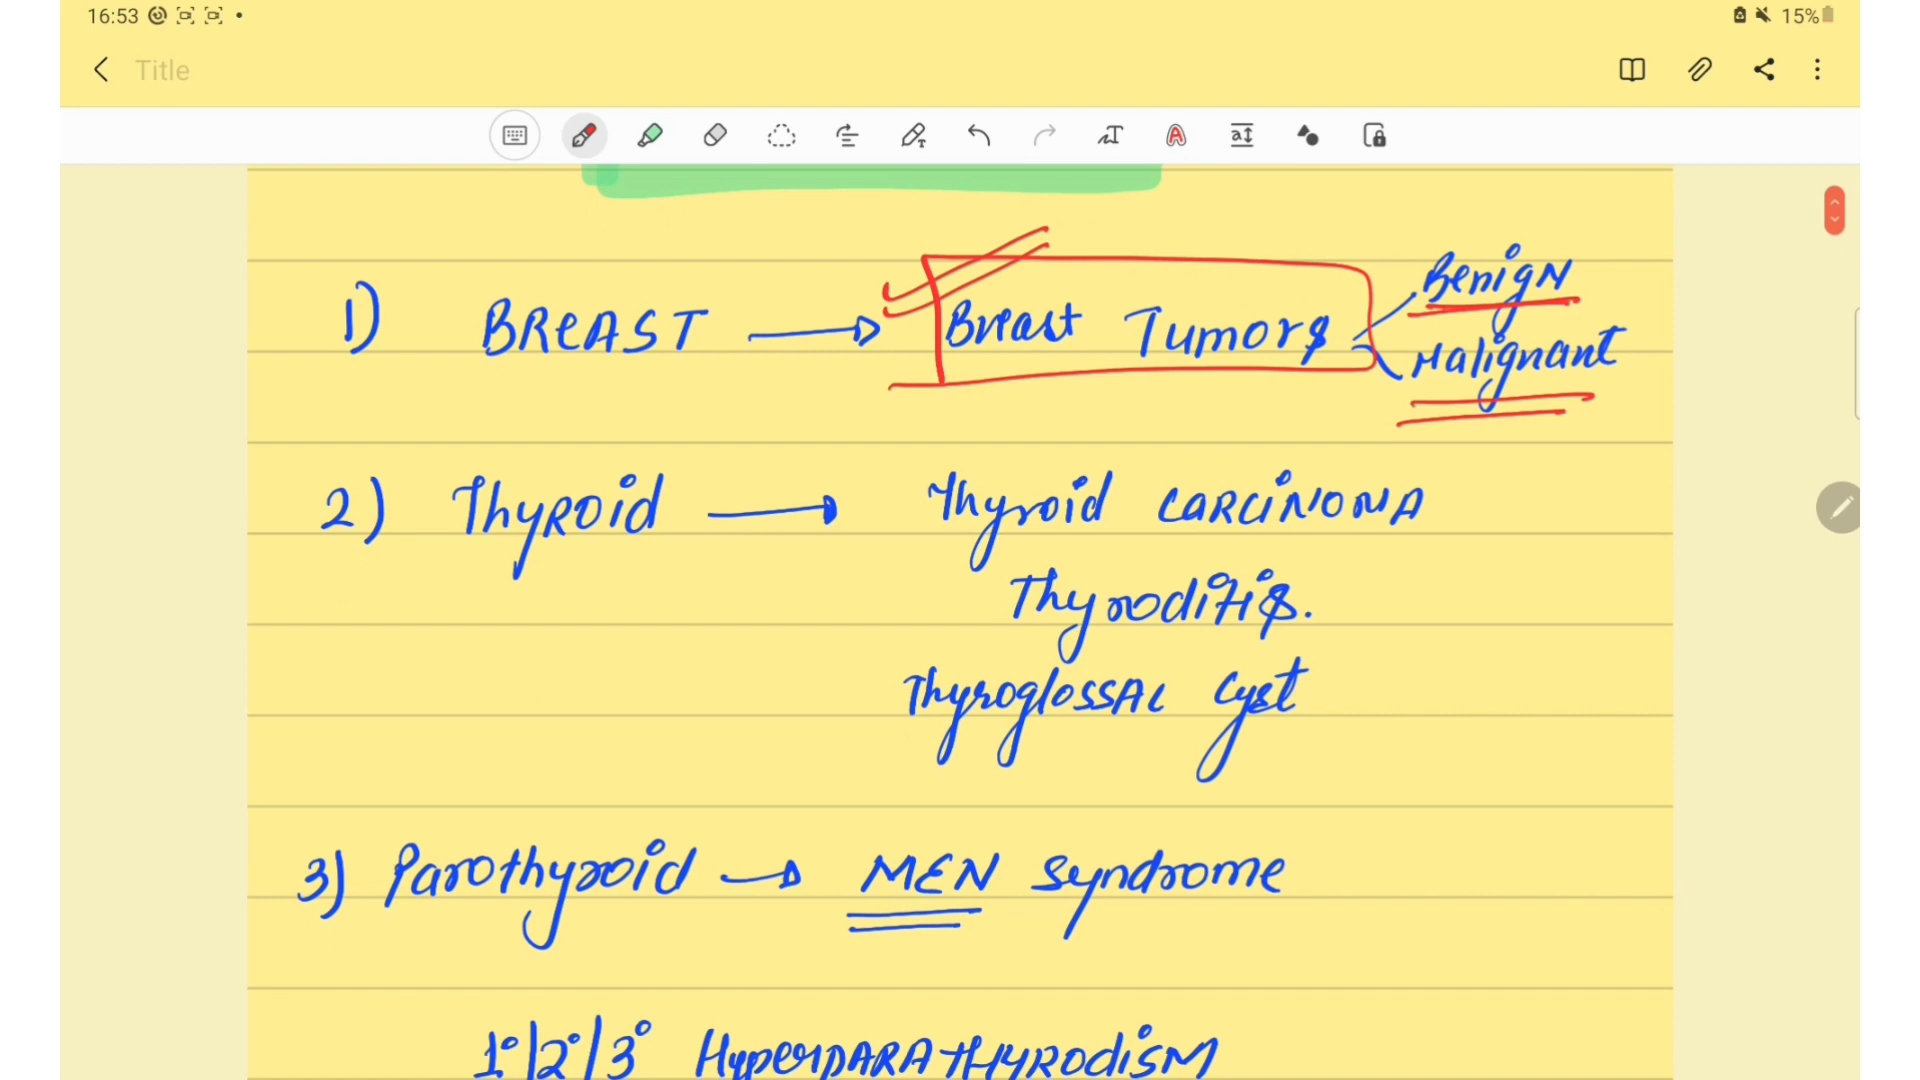 16:53 15%
Title
1) BREAST → Breast Tumors Benign
Malignant
2) Thyroid → Thyroid CARCINOMA
Thyroditis.
Thyroglossal Cyst
3) Parothyroid → MEN Syndrome
1°|2°|3° HyperPARAtHYRODiSM